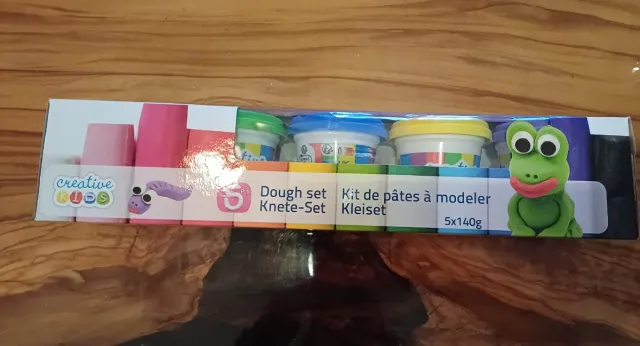 creative
KIDS
5
Dough set
Knete-Set
Kit de pâtes à modeler
Kleiset
5x140g